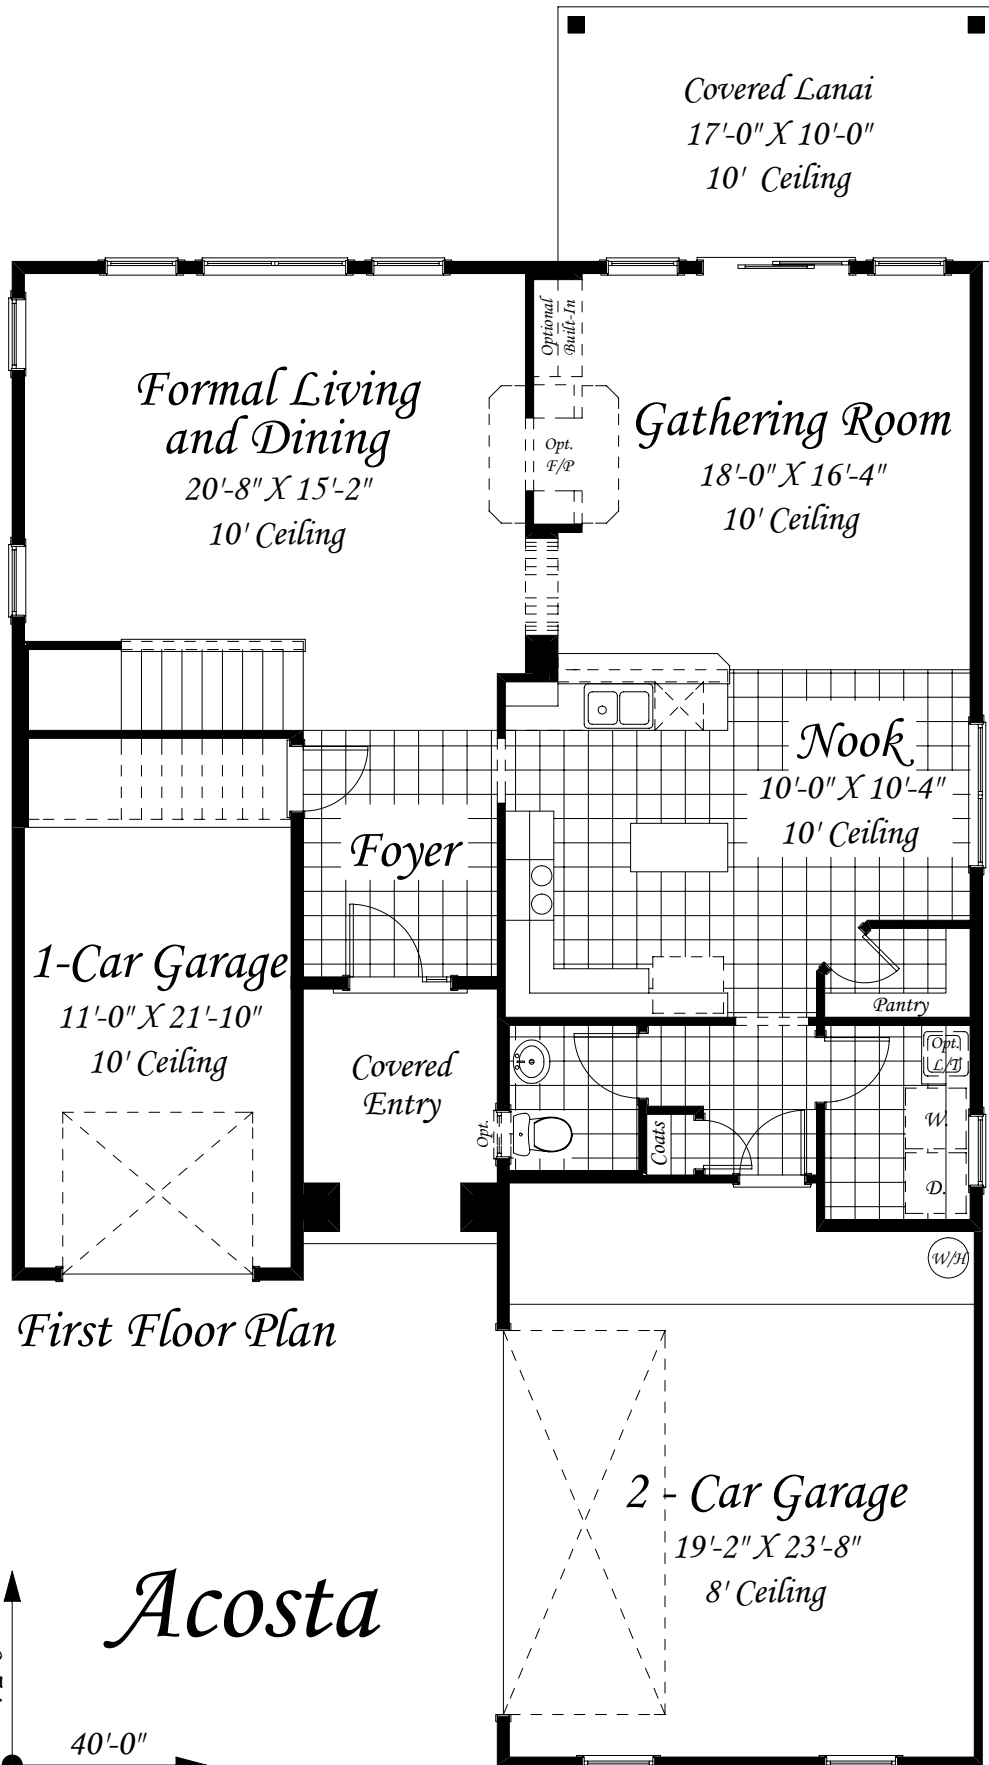 Covered Lanai
17'-0" X 10'-0"
10' Ceiling
Optional
Built-In
Formal Living
and Dining
20'-8" X 15'-2"
10' Ceiling
Opt.
F/P
Gathering Room
18'-0" X 16'-4"
10' Ceiling
Nook
10'-0" X 10'-4"
10' Ceiling
Foyer
1-Car Garage
11'-0" X 21'-10"
10' Ceiling
Pantry
Covered
Entry
Opt.
L/T
Opt.
Coats
W.
D.
W/H
First Floor Plan
2 - Car Garage
19'-2" X 23'-8"
8' Ceiling
Acosta
40'-0"